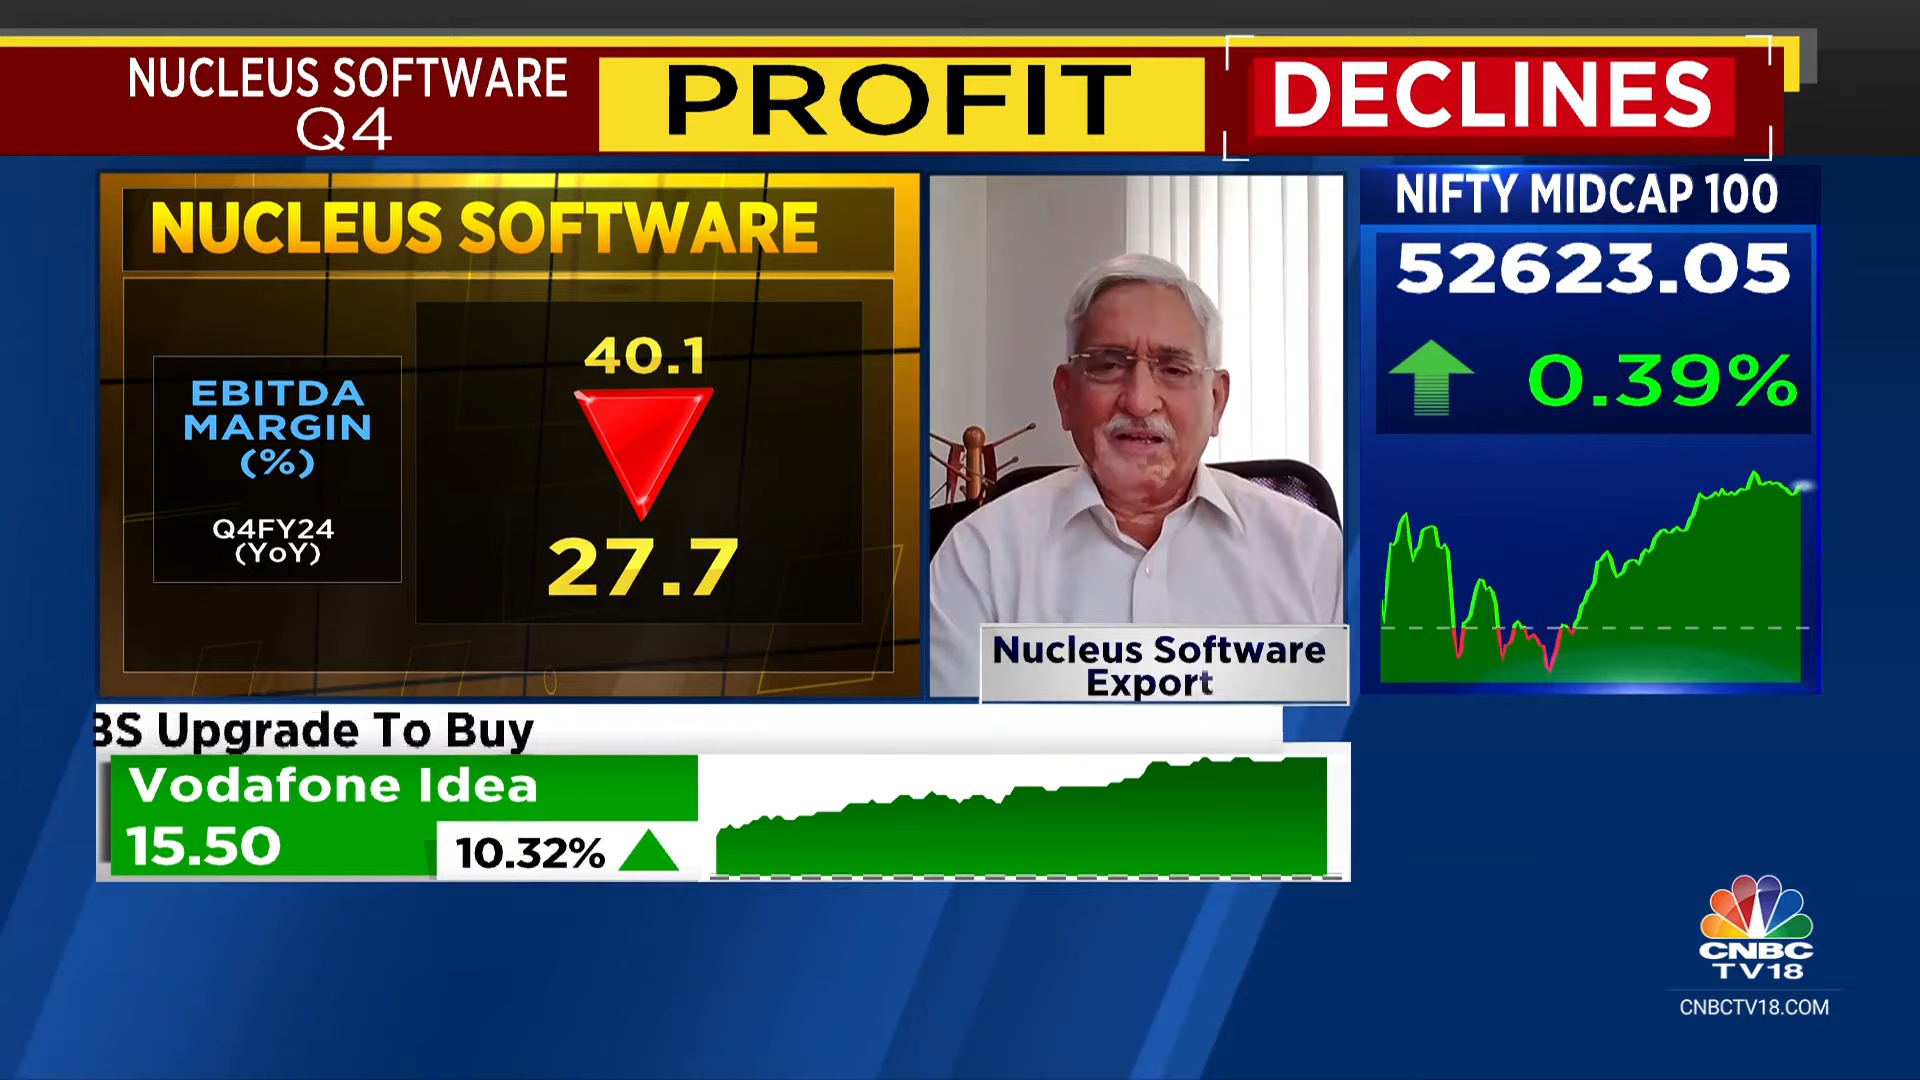 NUCLEUS SOFTWARE
Q4
PROFIT
DECLINES
NUCLEUS SOFTWARE
EBITDA
MARGIN
(%)
Q4FY24
(YoY)
40.1
27.7
Nucleus Software
Export
NIFTY MIDCAP 100
52623.05
0.39%
BS Upgrade To Buy
Vodafone Idea
15.50
10.32%
CNBC
TV18
CNBCTV18.COM